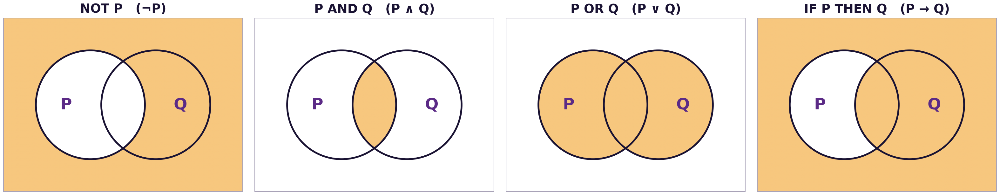 NOT P (¬P)
P Q
P AND Q (P ∧ Q)
P Q
P OR Q (P ∨ Q)
P Q
IF P THEN Q (P → Q)
P Q